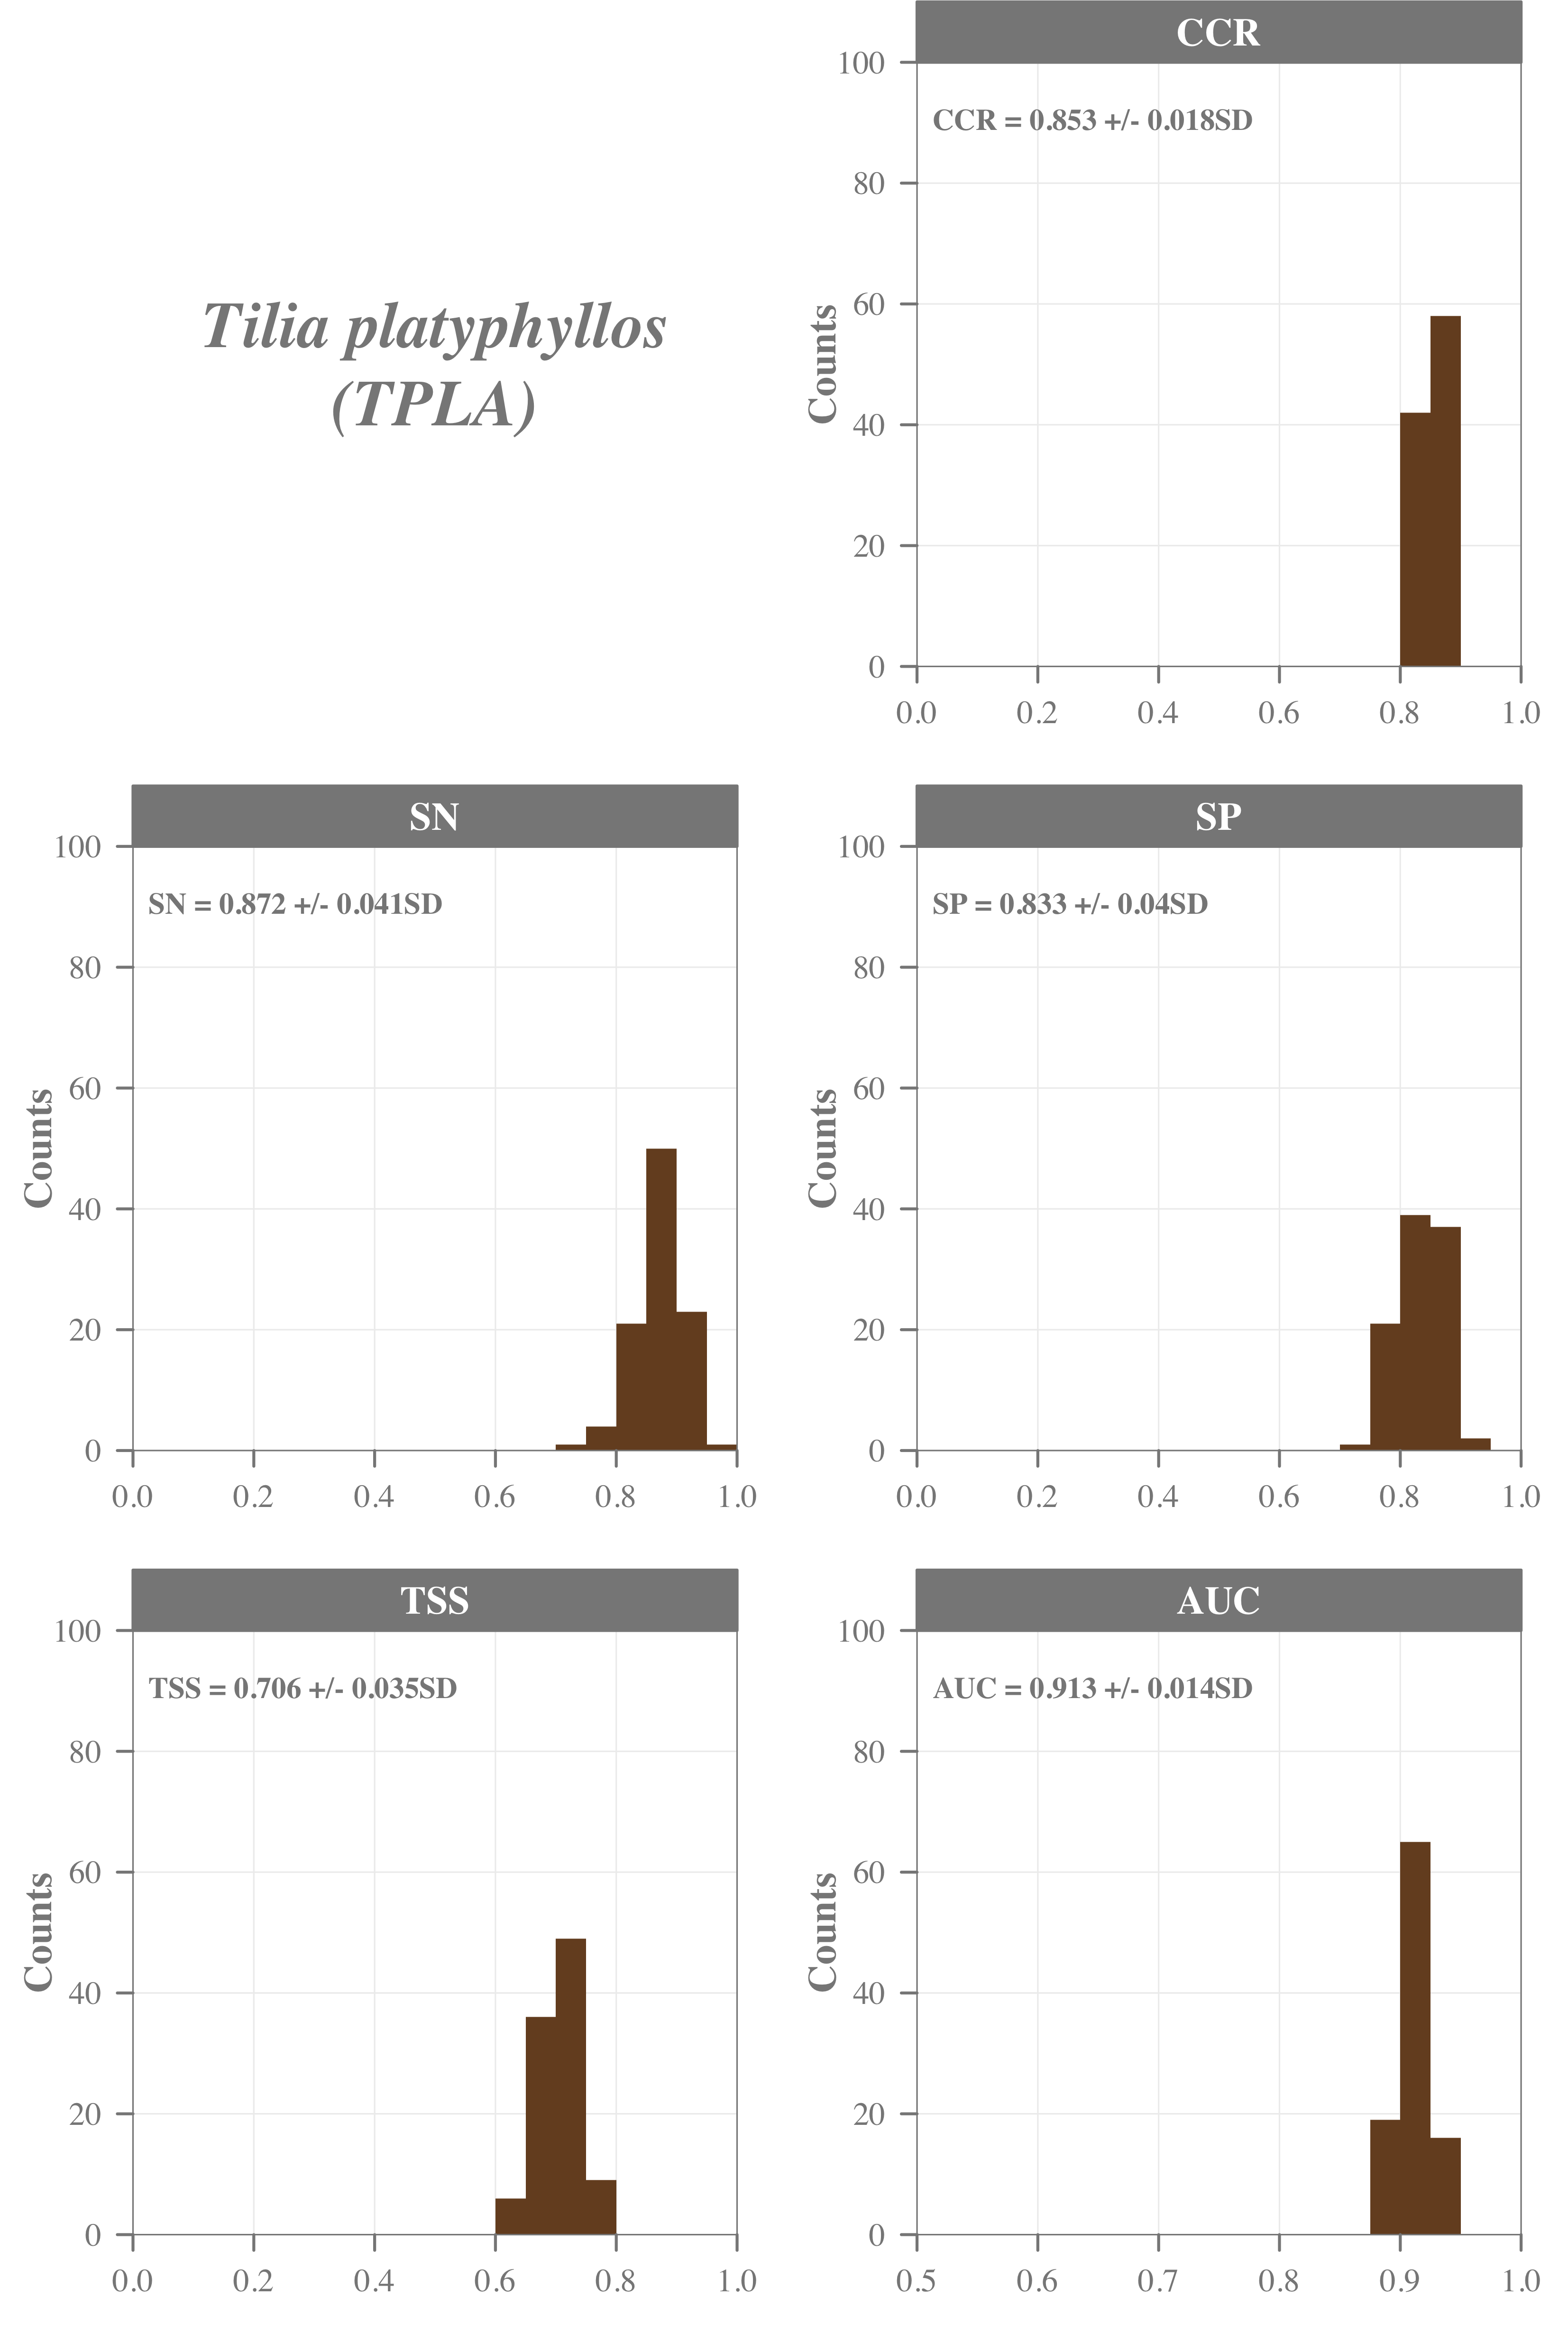 Tilia platyphyllos
(TPLA)
CCR
CCR = 0.853 +/- 0.018SD
Counts
100
80
60
40
20
0
0.0 0.2 0.4 0.6 0.8 1.0
SN
SN = 0.872 +/- 0.041SD
Counts
100
80
60
40
20
0
0.0 0.2 0.4 0.6 0.8 1.0
SP
SP = 0.833 +/- 0.04SD
Counts
100
80
60
40
20
0
0.0 0.2 0.4 0.6 0.8 1.0
TSS
TSS = 0.706 +/- 0.035SD
Counts
100
80
60
40
20
0
0.0 0.2 0.4 0.6 0.8 1.0
AUC
AUC = 0.913 +/- 0.014SD
Counts
100
80
60
40
20
0
0.5 0.6 0.7 0.8 0.9 1.0